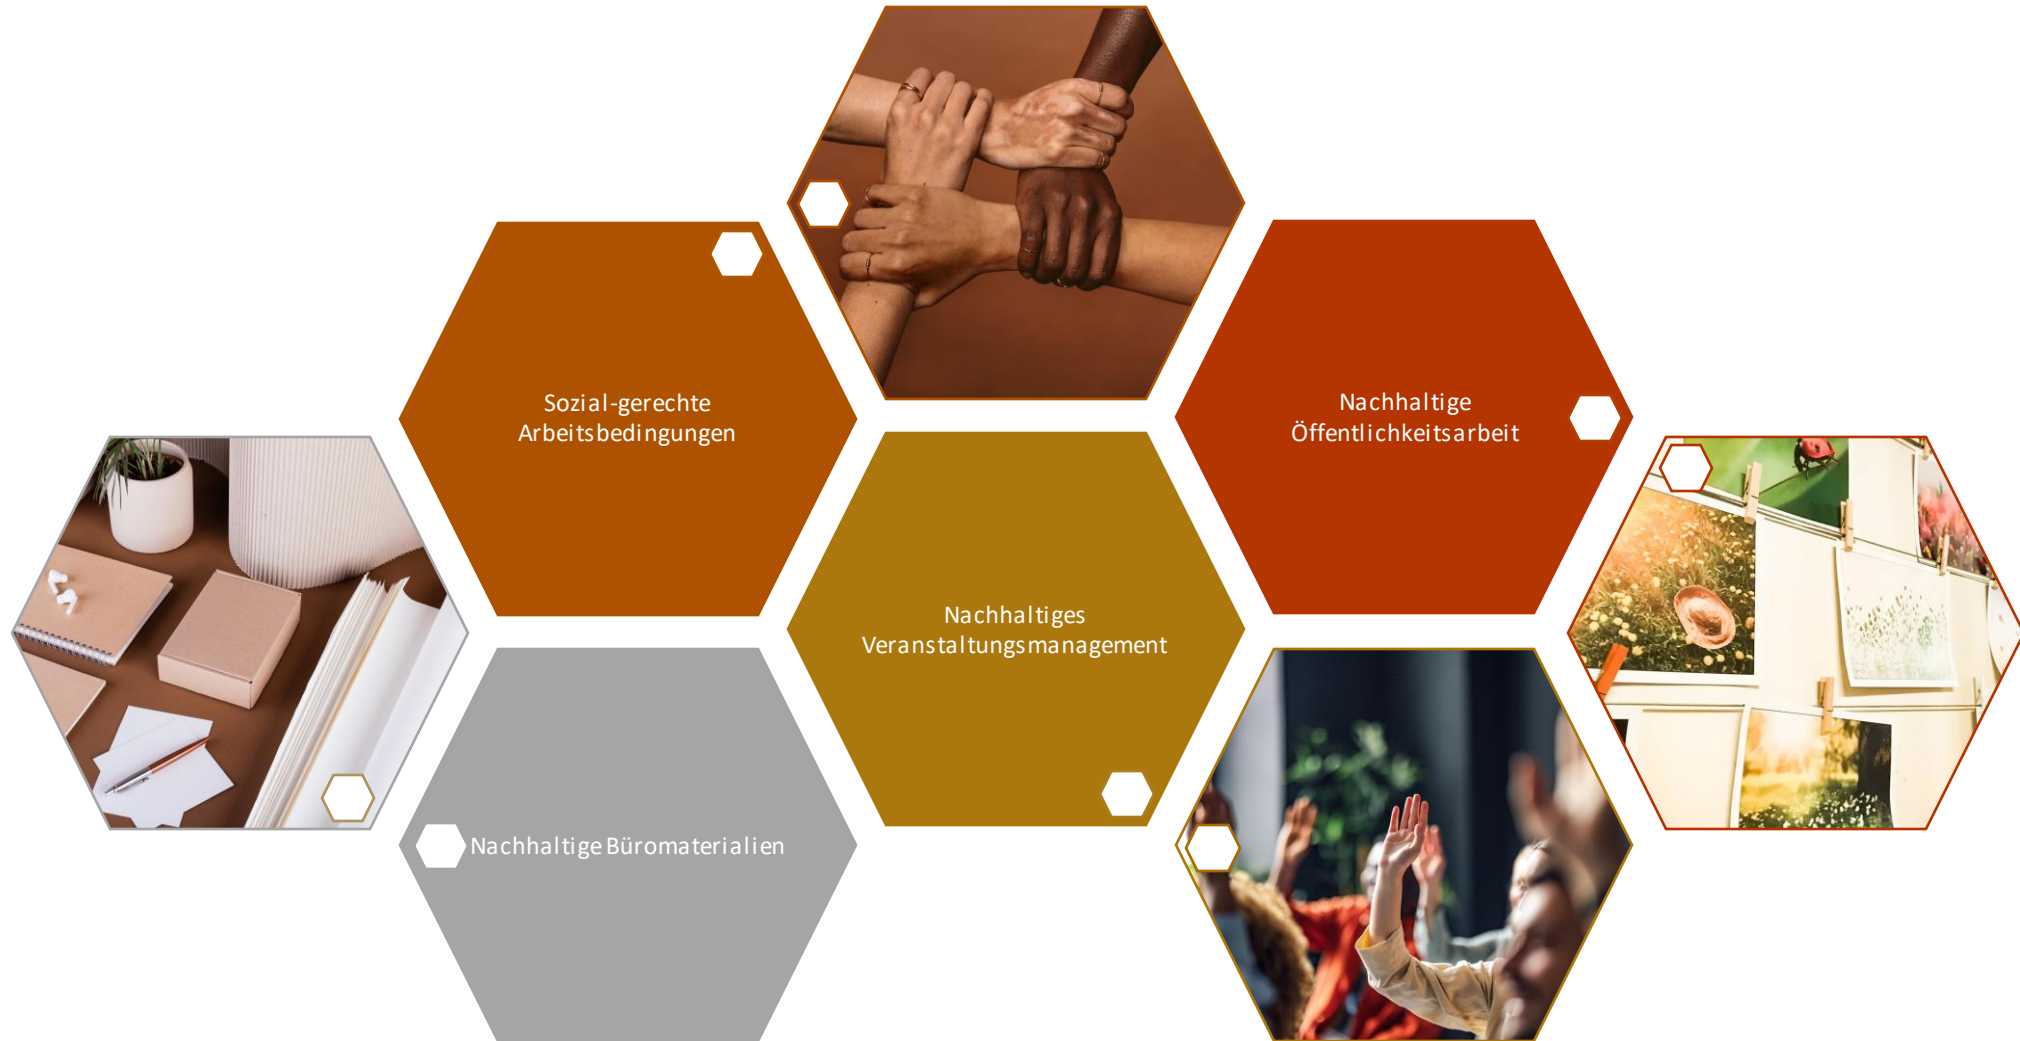 Sozial-gerechte
Arbeitsbedingungen
Nachhaltige
Öffentlichkeitsarbeit
Nachhaltiges
Veranstaltungsmanagement
Nachhaltige Büromaterialien